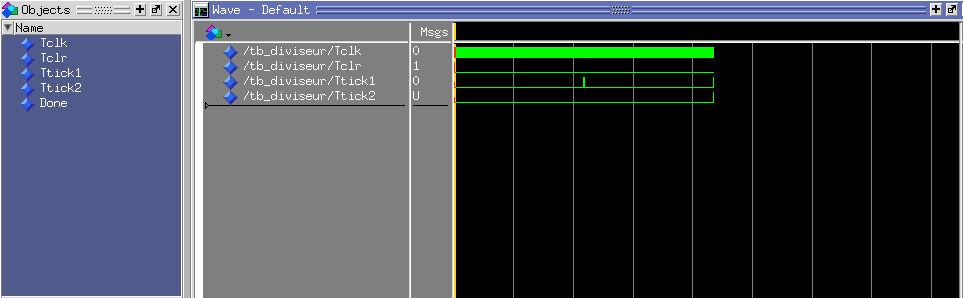 Objects
Name
Tclk
Tclr
Ttick1
Ttick2
Done
Wave - Default
Msgs
/tb_diviseur/Tclk 0
/tb_diviseur/Tclr 1
/tb_diviseur/Ttick1 0
/tb_diviseur/Ttick2 U